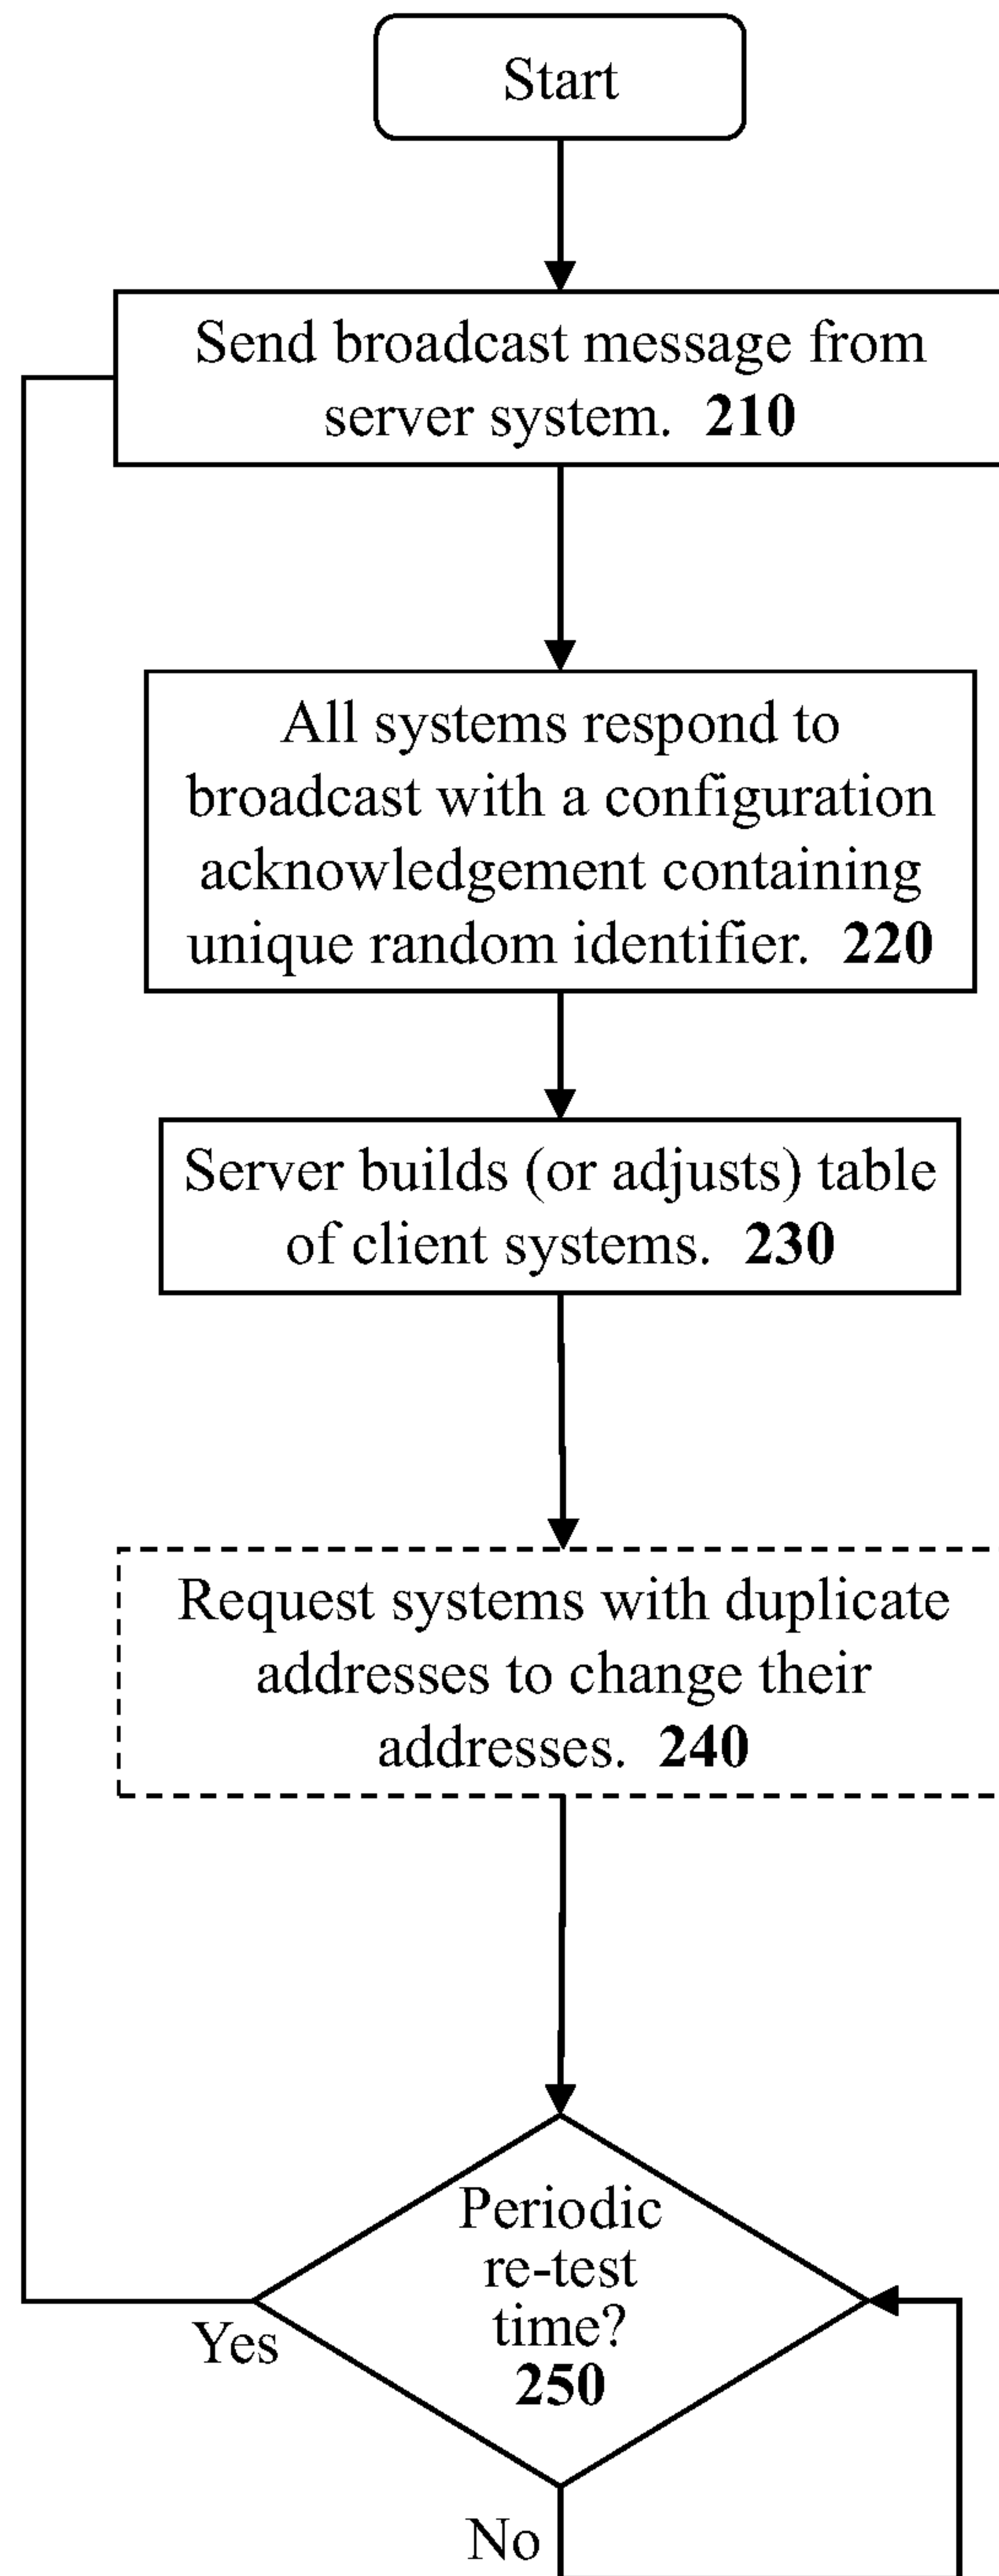 Start
Send broadcast message from
server system. 210
All systems respond to
broadcast with a configuration
acknowledgement containing
unique random identifier. 220
Server builds (or adjusts) table
of client systems. 230
Request systems with duplicate
addresses to change their
addresses. 240
Periodic
re-test
time?
250
Yes
No